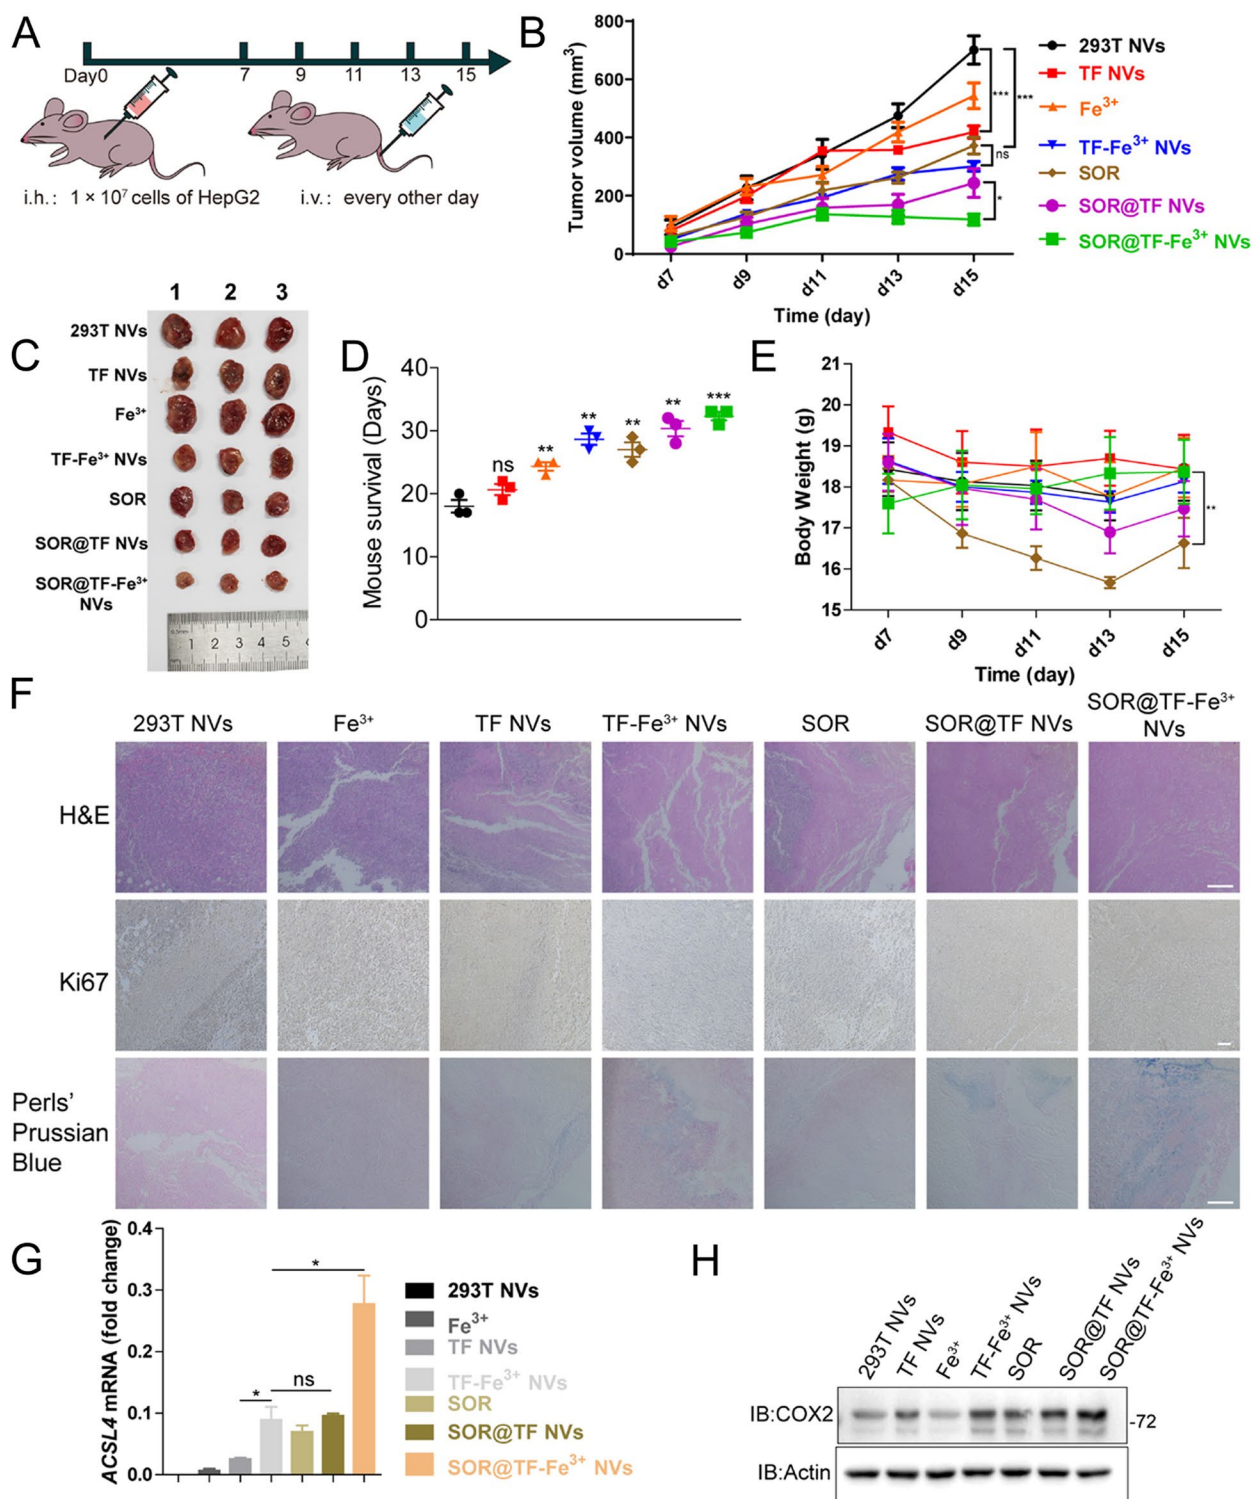 A
Day0 7 9 11 13 15
i.h.: 1 × 10⁷ cells of HepG2
i.v.: every other day
B
Tumor volume (mm³)
800
600
400
200
0
d7 d9 d11 d13 d15
Time (day)
***
***
ns
*
293T NVs
TF NVs
Fe³⁺
TF-Fe³⁺ NVs
SOR
SOR@TF NVs
SOR@TF-Fe³⁺ NVs
C
1 2 3
293T NVs
TF NVs
Fe³⁺
TF-Fe³⁺ NVs
SOR
SOR@TF NVs
SOR@TF-Fe³⁺
NVs
1 2 3 4 5
D
Mouse survival (Days)
40
30
20
10
0
ns ** ** ** ** ***
E
Body Weight (g)
21
20
19
18
17
16
15
**
d7 d9 d11 d13 d15
Time (day)
F
293T NVs Fe³⁺ TF NVs TF-Fe³⁺ NVs SOR SOR@TF NVs SOR@TF-Fe³⁺
NVs
H&E
Ki67
Perls'
Prussian
Blue
G
ACSL4 mRNA (fold change)
0.4
0.3
0.2
0.1
0.0
*
*
ns
293T NVs
Fe³⁺
TF NVs
TF-Fe³⁺ NVs
SOR
SOR@TF NVs
SOR@TF-Fe³⁺ NVs
H
293T NVs TF NVs Fe³⁺ TF-Fe³⁺ NVs SOR SOR@TF NVs SOR@TF-Fe³⁺ NVs
IB:COX2
-72
IB:Actin